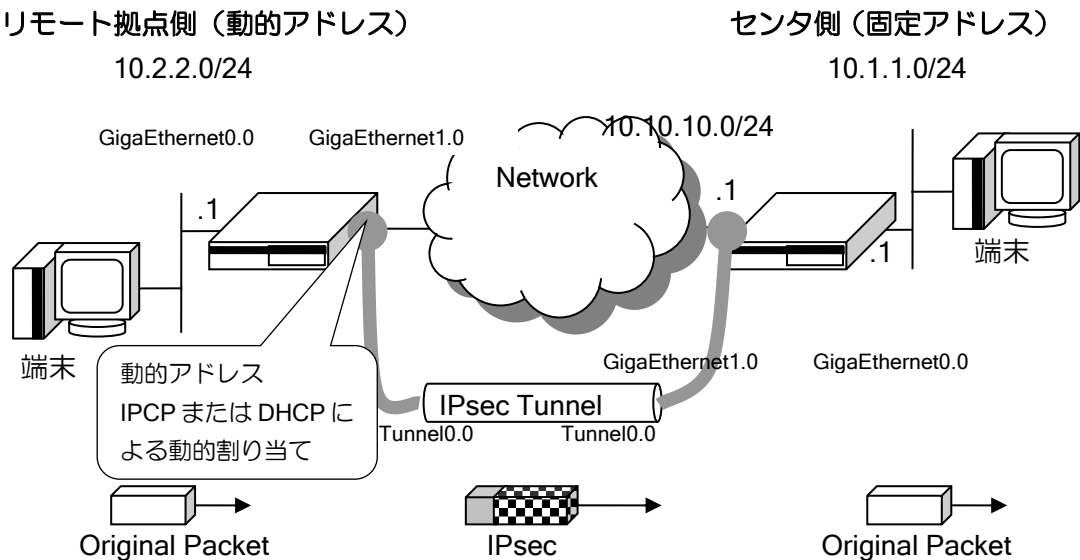 リモート拠点側（動的アドレス）
センタ側（固定アドレス）
10.2.2.0/24
10.1.1.0/24
GigaEthernet0.0
GigaEthernet1.0
10.10.10.0/24
Network
.1
.1
.1
端末
端末
動的アドレス
IPCP または DHCP に
よる動的割り当て
GigaEthernet1.0
GigaEthernet0.0
IPsec Tunnel
Tunnel0.0
Tunnel0.0
Original Packet
IPsec
Original Packet